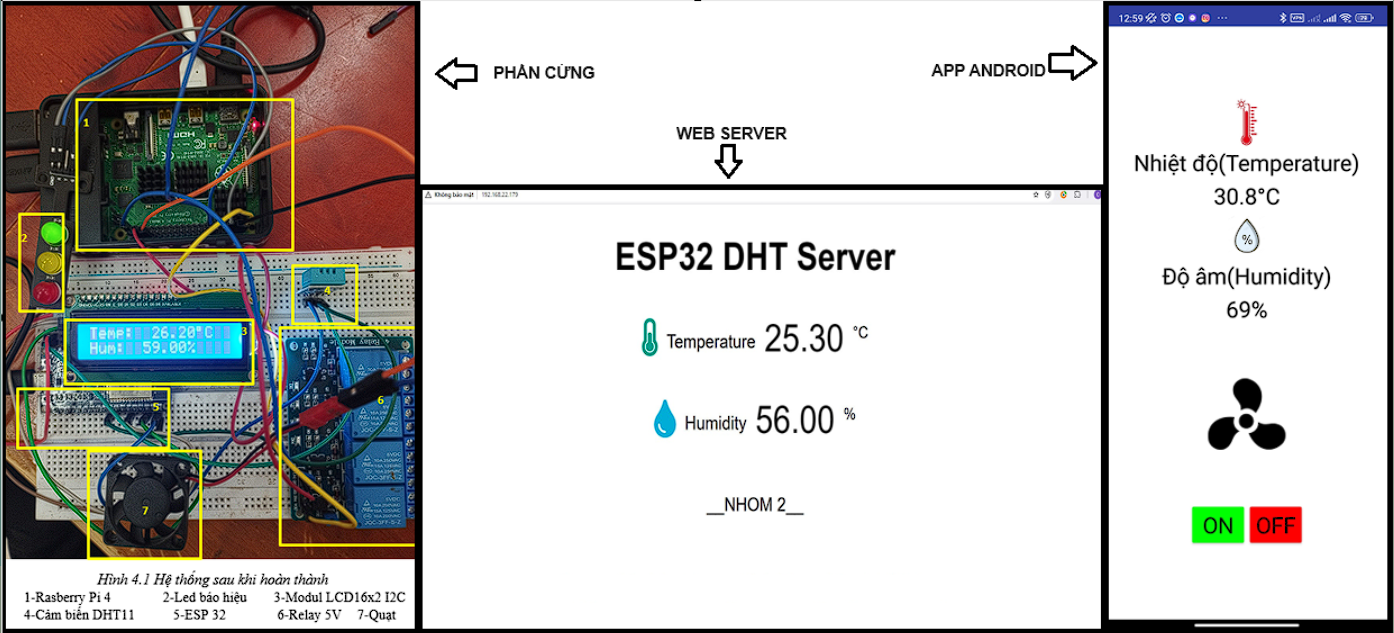 1
2
3
4
5
6
7
Temp: 26.20°C
Hum: 59.00%
Relay Module
Hình 4.1 Hệ thống sau khi hoàn thành
1-Rasberry Pi 4 2-Led báo hiệu 3-Modul LCD16x2 I2C
4-Cảm biến DHT11 5-ESP 32 6-Relay 5V 7-Quạt
PHẦN CỨNG
APP ANDROID
WEB SERVER
Không bảo mật 192.168.22.179
ESP32 DHT Server
Temperature 25.30 °C
Humidity 56.00 %
__NHOM 2__
12:59
Nhiệt độ(Temperature)
30.8°C
%
Độ âm(Humidity)
69%
ON OFF